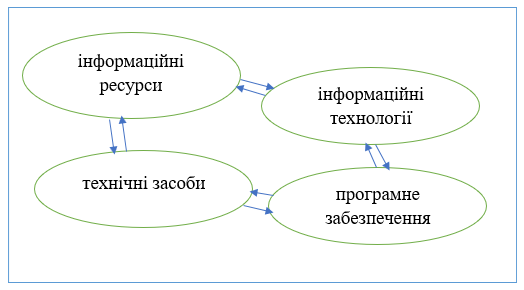 інформаційні
ресурси
інформаційні
технології
технічні засоби
програмне
забезпечення